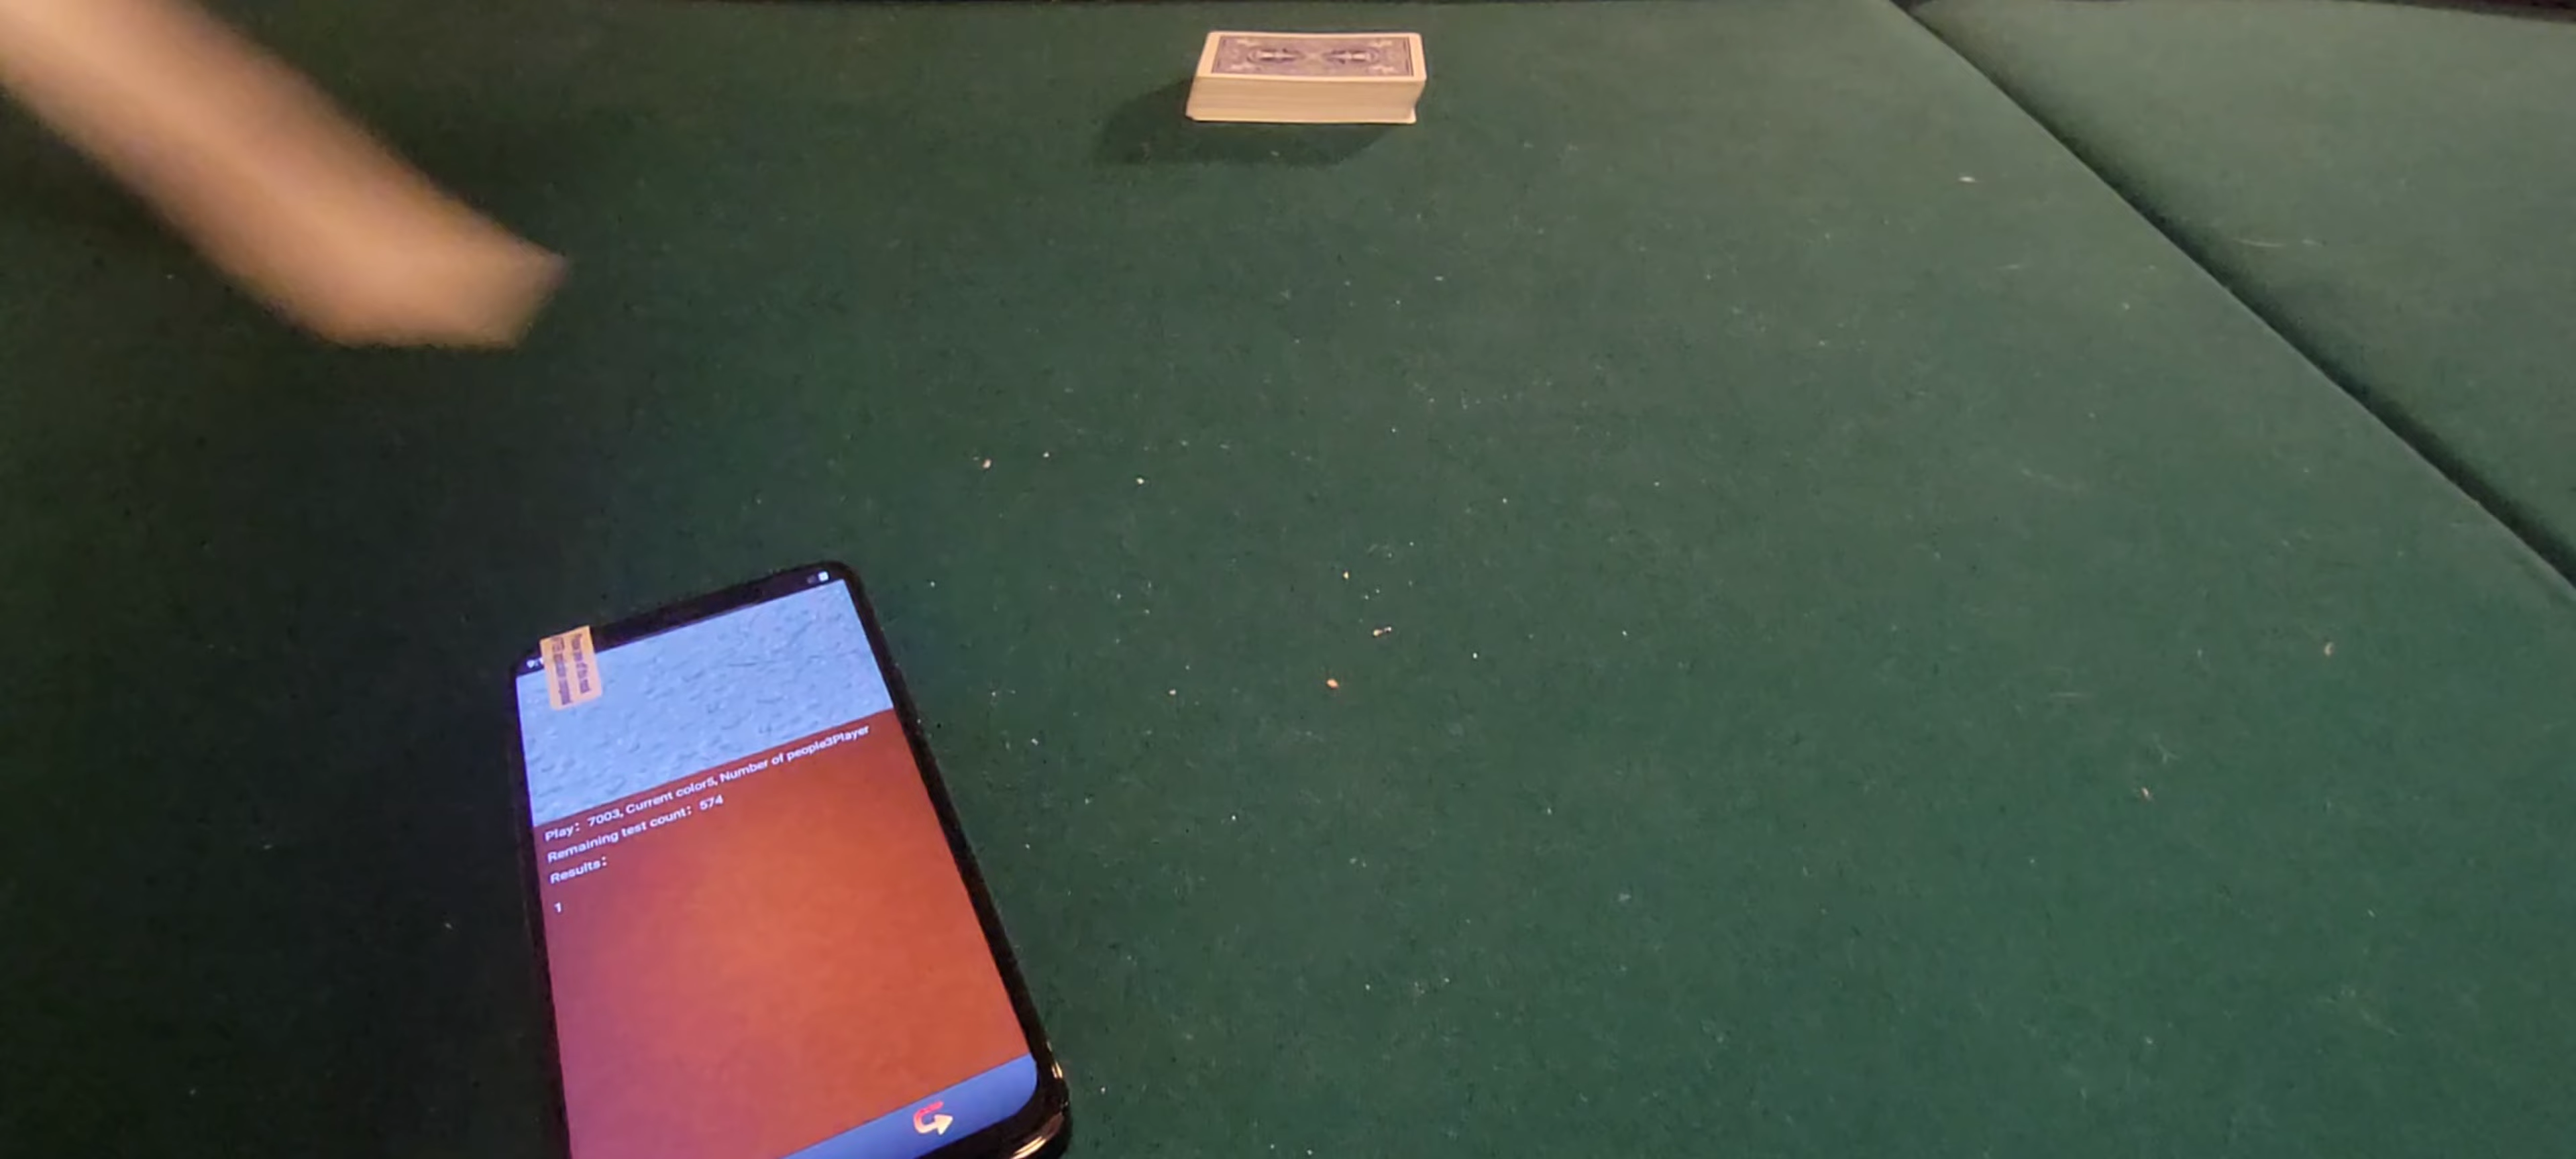 Play: 7003, Current color5, Number of people3Player
Remaining test count: 574
Results:
1